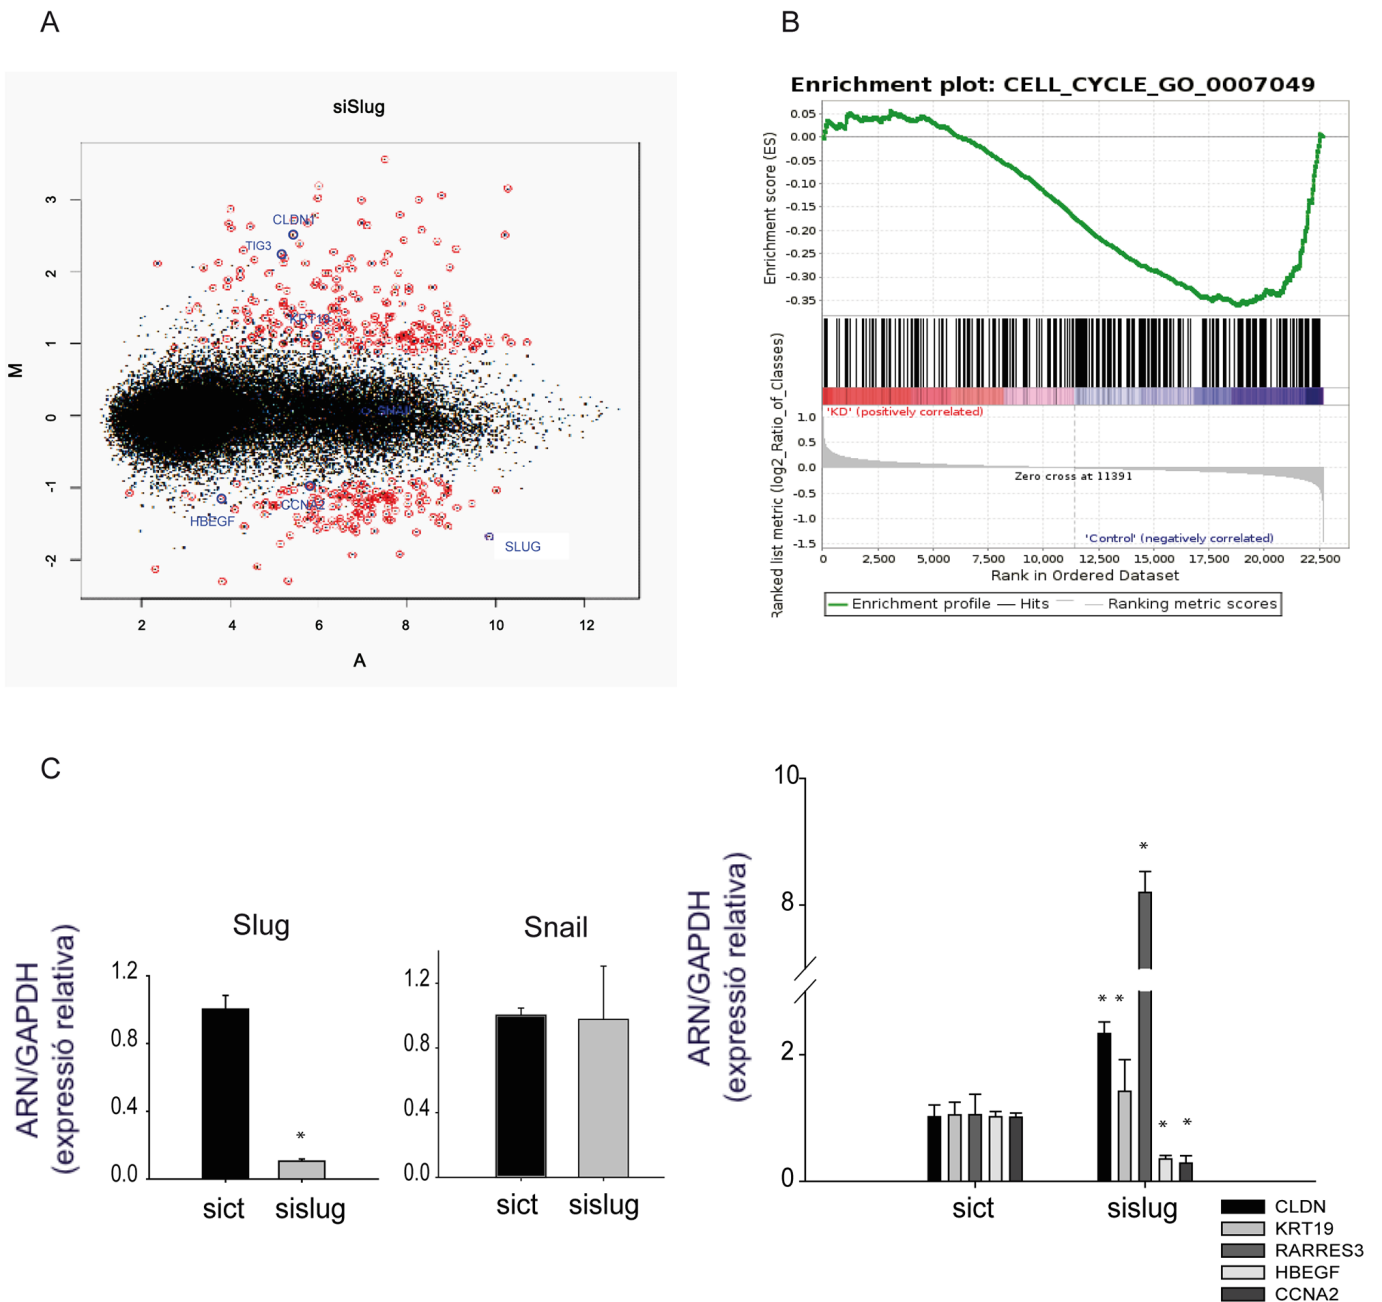 A
siSlug
3
2
1
0
-1
-2
M
CLDN1
TIG3
KRT19
SNAIL
CCNA2
HBEGF
SLUG
2 4 6 8 10 12
A
B
Enrichment plot: CELL_CYCLE_GO_0007049
Enrichment score (ES)
0.05
0.00
-0.05
-0.10
-0.15
-0.20
-0.25
-0.30
-0.35
'KD' (positively correlated)
Ranked list metric (log2_Ratio_of_Classes)
1.0
0.5
0.0
-0.5
-1.0
-1.5
Zero cross at 11391
'Control' (negatively correlated)
0 2,500 5,000 7,500 10,000 12,500 15,000 17,500 20,000 22,500
Rank in Ordered Dataset
Enrichment profile Hits Ranking metric scores
C
Slug
ARN/GAPDH
(expressió relativa)
1.2
0.8
0.4
0.0
*
sict sislug
Snail
1.2
0.8
0.4
0.0
sict sislug
ARN/GAPDH
(expressió relativa)
10
8
2
0
*
* *
* *
sict sislug
CLDN
KRT19
RARRES3
HBEGF
CCNA2